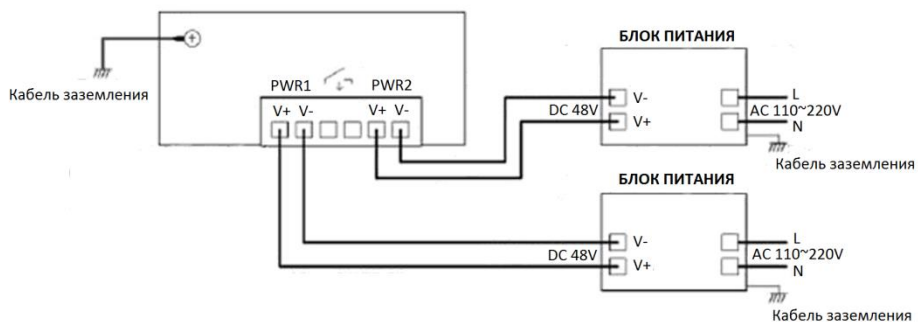 Кабель заземления
PWR1 PWR2
V+ V- V+ V-
БЛОК ПИТАНИЯ
DC 48V
V-
V+
L
AC 110~220V
N
Кабель заземления
БЛОК ПИТАНИЯ
DC 48V
V-
V+
L
AC 110~220V
N
Кабель заземления